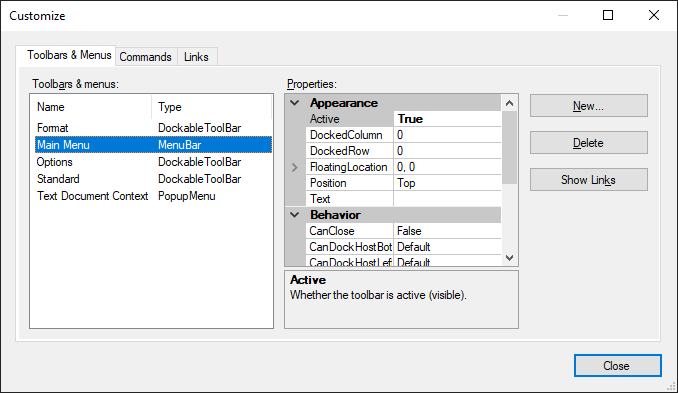 Customize
Toolbars & Menus Commands Links
Toolbars & menus:
Name Type
Format DockableToolBar
Main Menu MenuBar
Options DockableToolBar
Standard DockableToolBar
Text Document Context PopupMenu
Properties:
Appearance
Active True
DockedColumn 0
DockedRow 0
FloatingLocation 0, 0
Position Top
Text
Behavior
CanClose False
CanDockHostBot Default
CanDockHostLef Default
Active
Whether the toolbar is active (visible).
New...
Delete
Show Links
Close